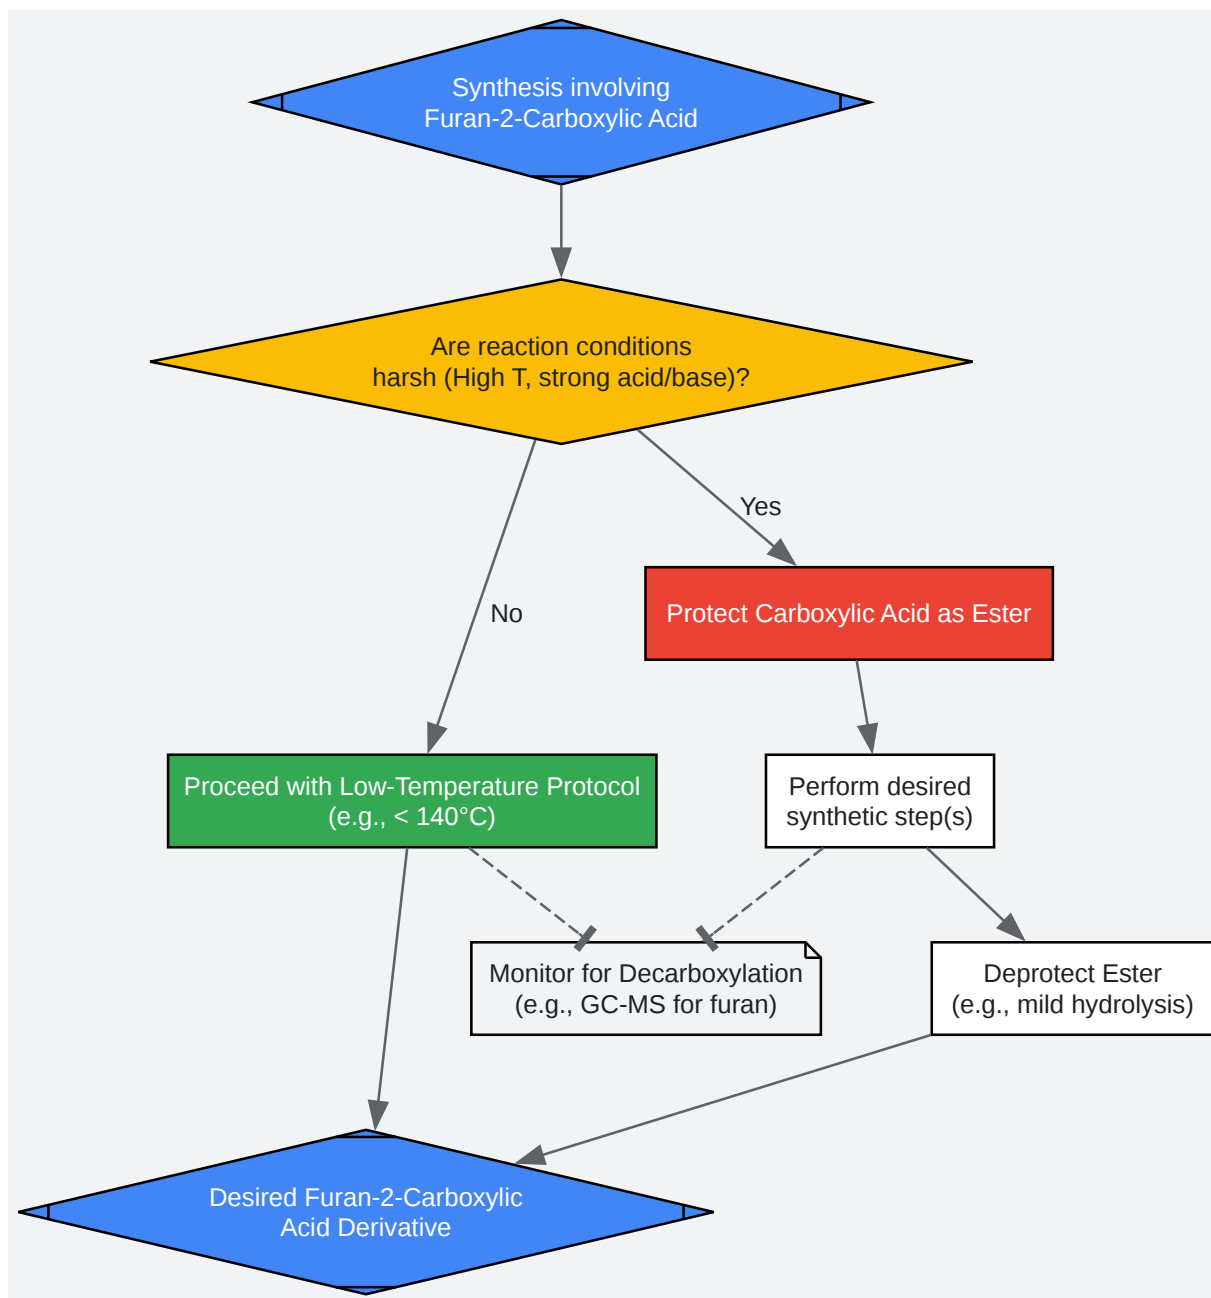 Synthesis involving
Furan-2-Carboxylic Acid
Are reaction conditions
harsh (High T, strong acid/base)?
Yes
No
Protect Carboxylic Acid as Ester
Proceed with Low-Temperature Protocol
(e.g., < 140°C)
Perform desired
synthetic step(s)
Monitor for Decarboxylation
(e.g., GC-MS for furan)
Deprotect Ester
(e.g., mild hydrolysis)
Desired Furan-2-Carboxylic
Acid Derivative